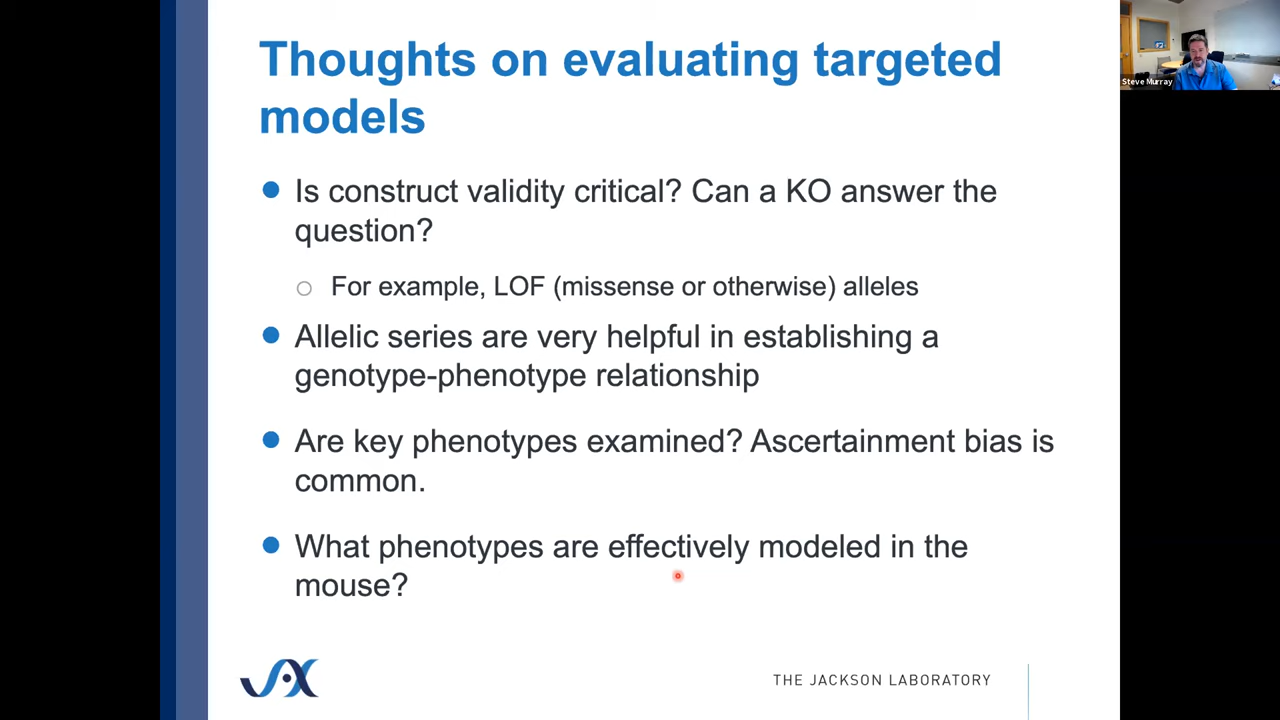 Thoughts on evaluating targeted
models
Steve Murray
Is construct validity critical? Can a KO answer the
question?
For example, LOF (missense or otherwise) alleles
Allelic series are very helpful in establishing a
genotype-phenotype relationship
Are key phenotypes examined? Ascertainment bias is
common.
What phenotypes are effectively modeled in the
mouse?
JAX
THE JACKSON LABORATORY